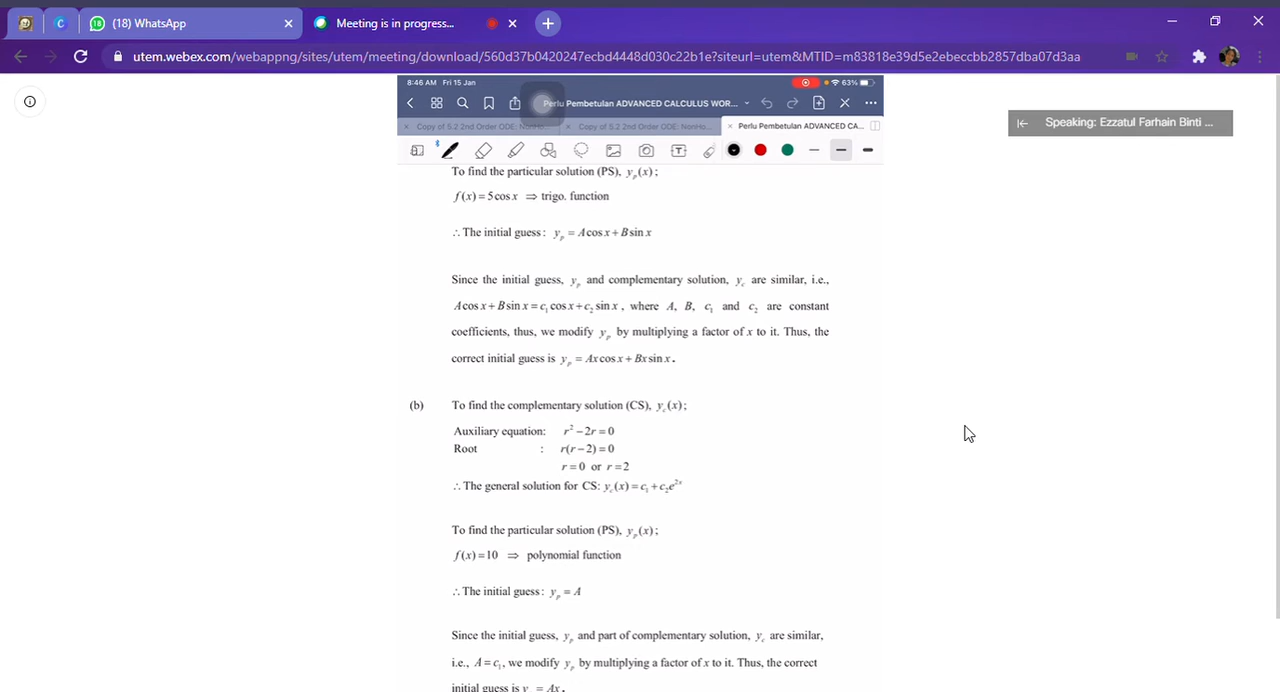 (18) WhatsApp
Meeting is in progress...
utem.webex.com/webappng/sites/utem/meeting/download/560d37b0420247ecbd4448d030c22b1e?siteurl=utem&MTID=m83818e39d5e2ebeccbb2857dba07d3aa
8:46 AM Fri 15 Jan
63%
Perlu Pembetulan ADVANCED CALCULUS WOR...
Copy of 5.2 2nd Order ODE: NonHo...
Copy of 5.2 2nd Order ODE: NonHo...
Perlu Pembetulan ADVANCED CA...
Speaking: Ezzatul Farhain Binti ...
To find the particular solution (PS), y_p(x);
f(x) = 5cos x ⇒ trigo. function
∴ The initial guess: y_p = A cos x + B sin x
Since the initial guess, y_p and complementary solution, y_c are similar, i.e.,
A cos x + B sin x = c₁ cos x + c₂ sin x, where A, B, c₁ and c₂ are constant
coefficients, thus, we modify y_p by multiplying a factor of x to it. Thus, the
correct initial guess is y_p = Ax cos x + Bx sin x.
(b) To find the complementary solution (CS), y_c(x);
Auxiliary equation: r² − 2r = 0
Root : r(r − 2) = 0
r = 0 or r = 2
∴ The general solution for CS: y_c(x) = c₁ + c₂e²ˣ
To find the particular solution (PS), y_p(x);
f(x) = 10 ⇒ polynomial function
∴ The initial guess: y_p = A
Since the initial guess, y_p and part of complementary solution, y_c are similar,
i.e., A = c₁, we modify y_p by multiplying a factor of x to it. Thus, the correct
initial guess is y_p = Ax.